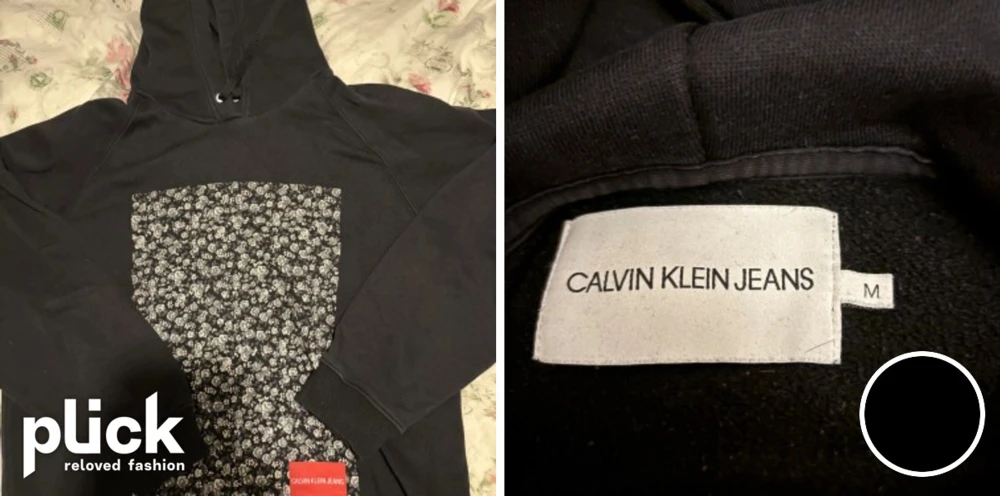 plick
reloved fashion
CALVIN KLEIN JEANS
CALVIN KLEIN JEANS
M